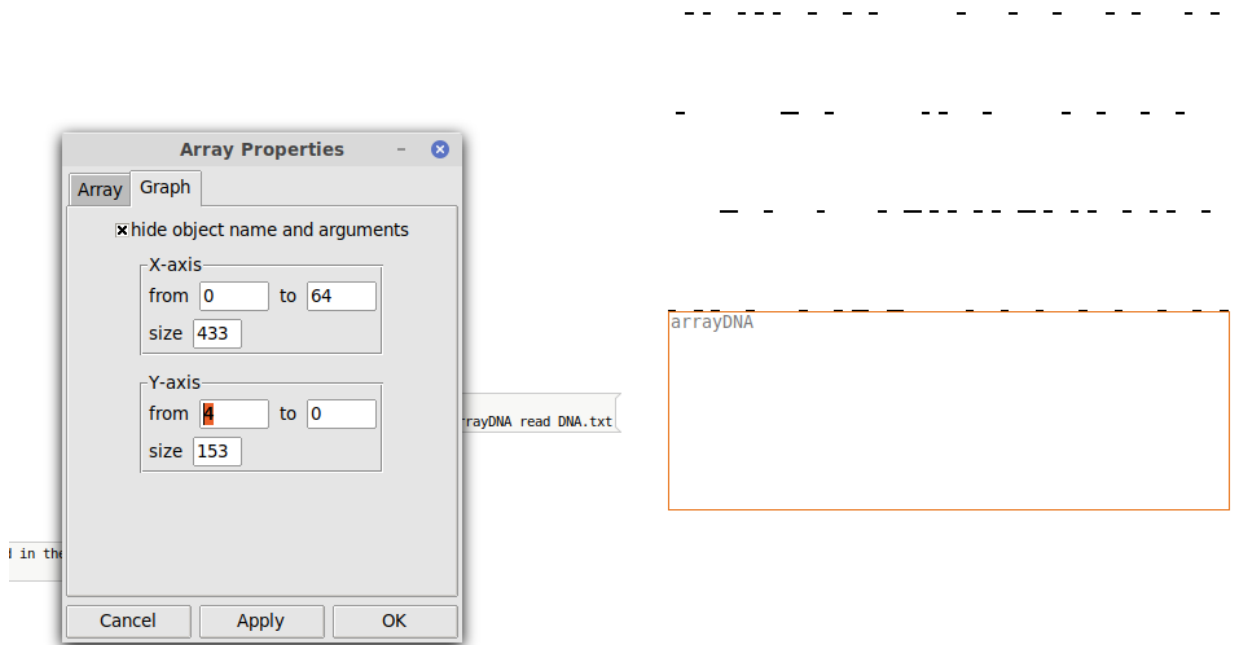 Array Properties
Array
Graph
hide object name and arguments
X-axis
from 0 to 64
size 433
Y-axis
from 4 to 0
size 153
Cancel
Apply
OK
rrayDNA read DNA.txt
in the
arrayDNA